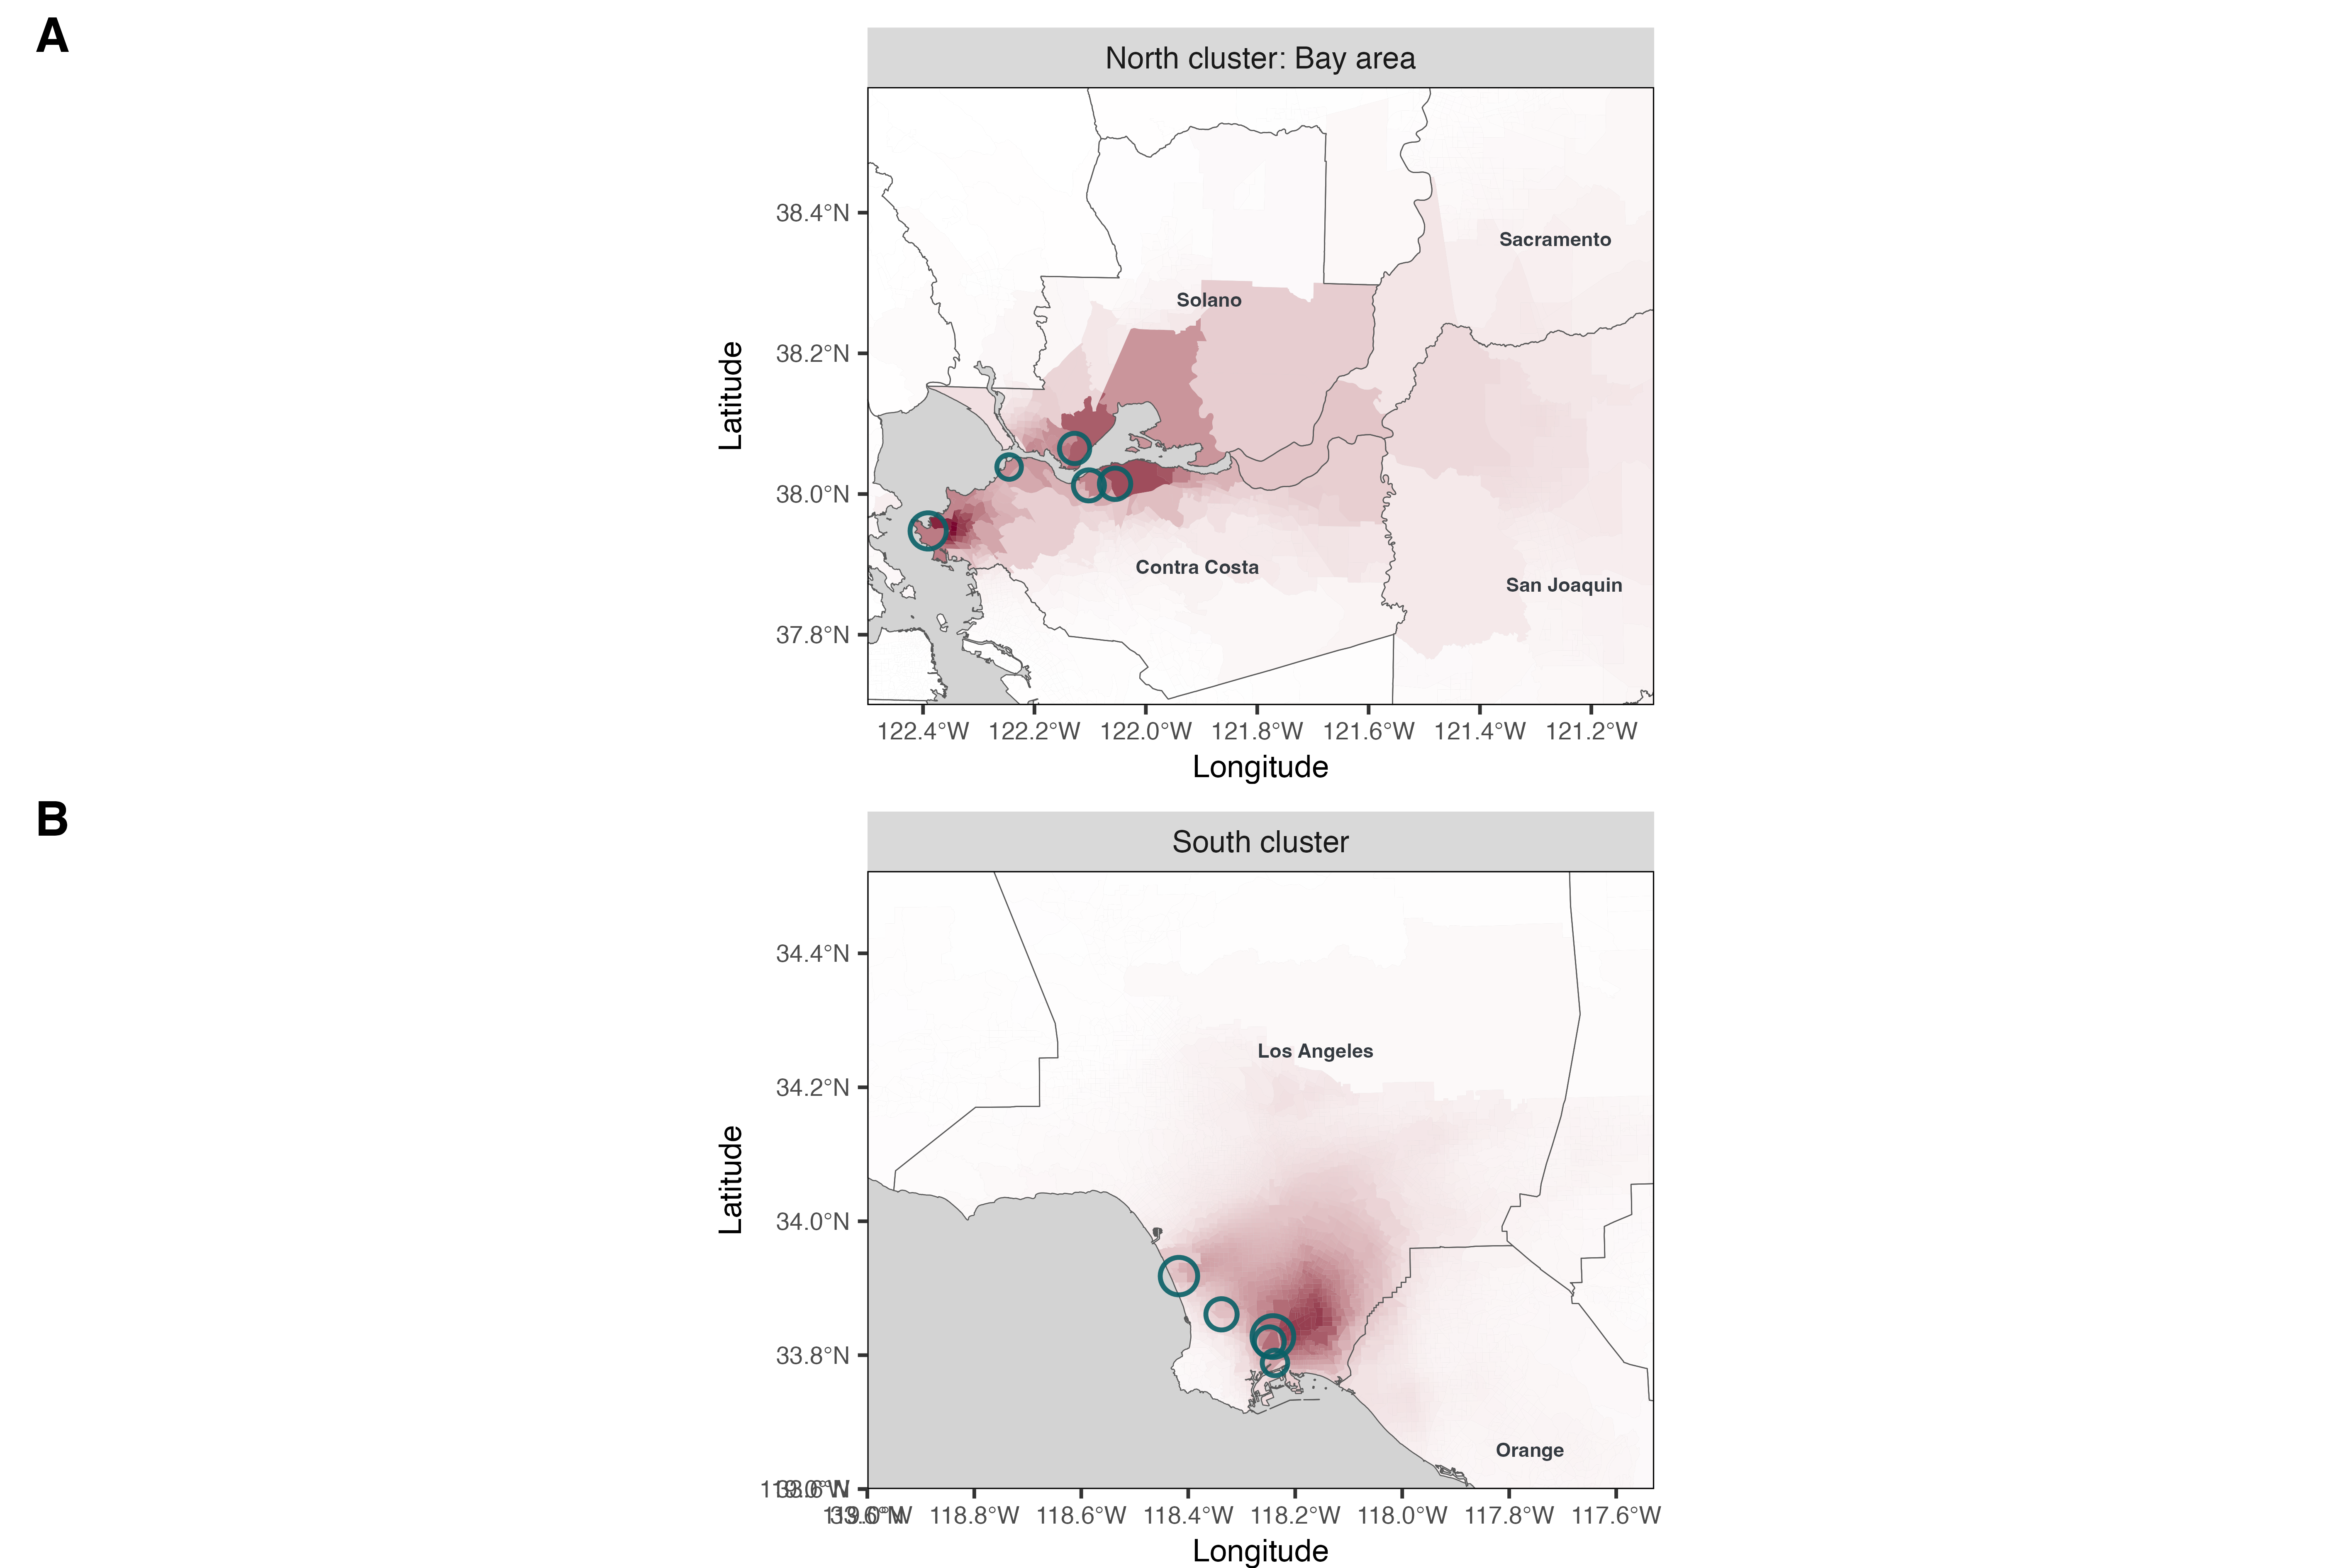 A
North cluster: Bay area
38.4°N
38.2°N
38.0°N
37.8°N
Latitude
Sacramento
Solano
Contra Costa
San Joaquin
122.4°W 122.2°W 122.0°W 121.8°W 121.6°W 121.4°W 121.2°W
Longitude
B
South cluster
34.4°N
34.2°N
34.0°N
33.8°N
Latitude
Los Angeles
Orange
118.8°W 118.6°W 118.4°W 118.2°W 118.0°W 117.8°W 117.6°W
Longitude